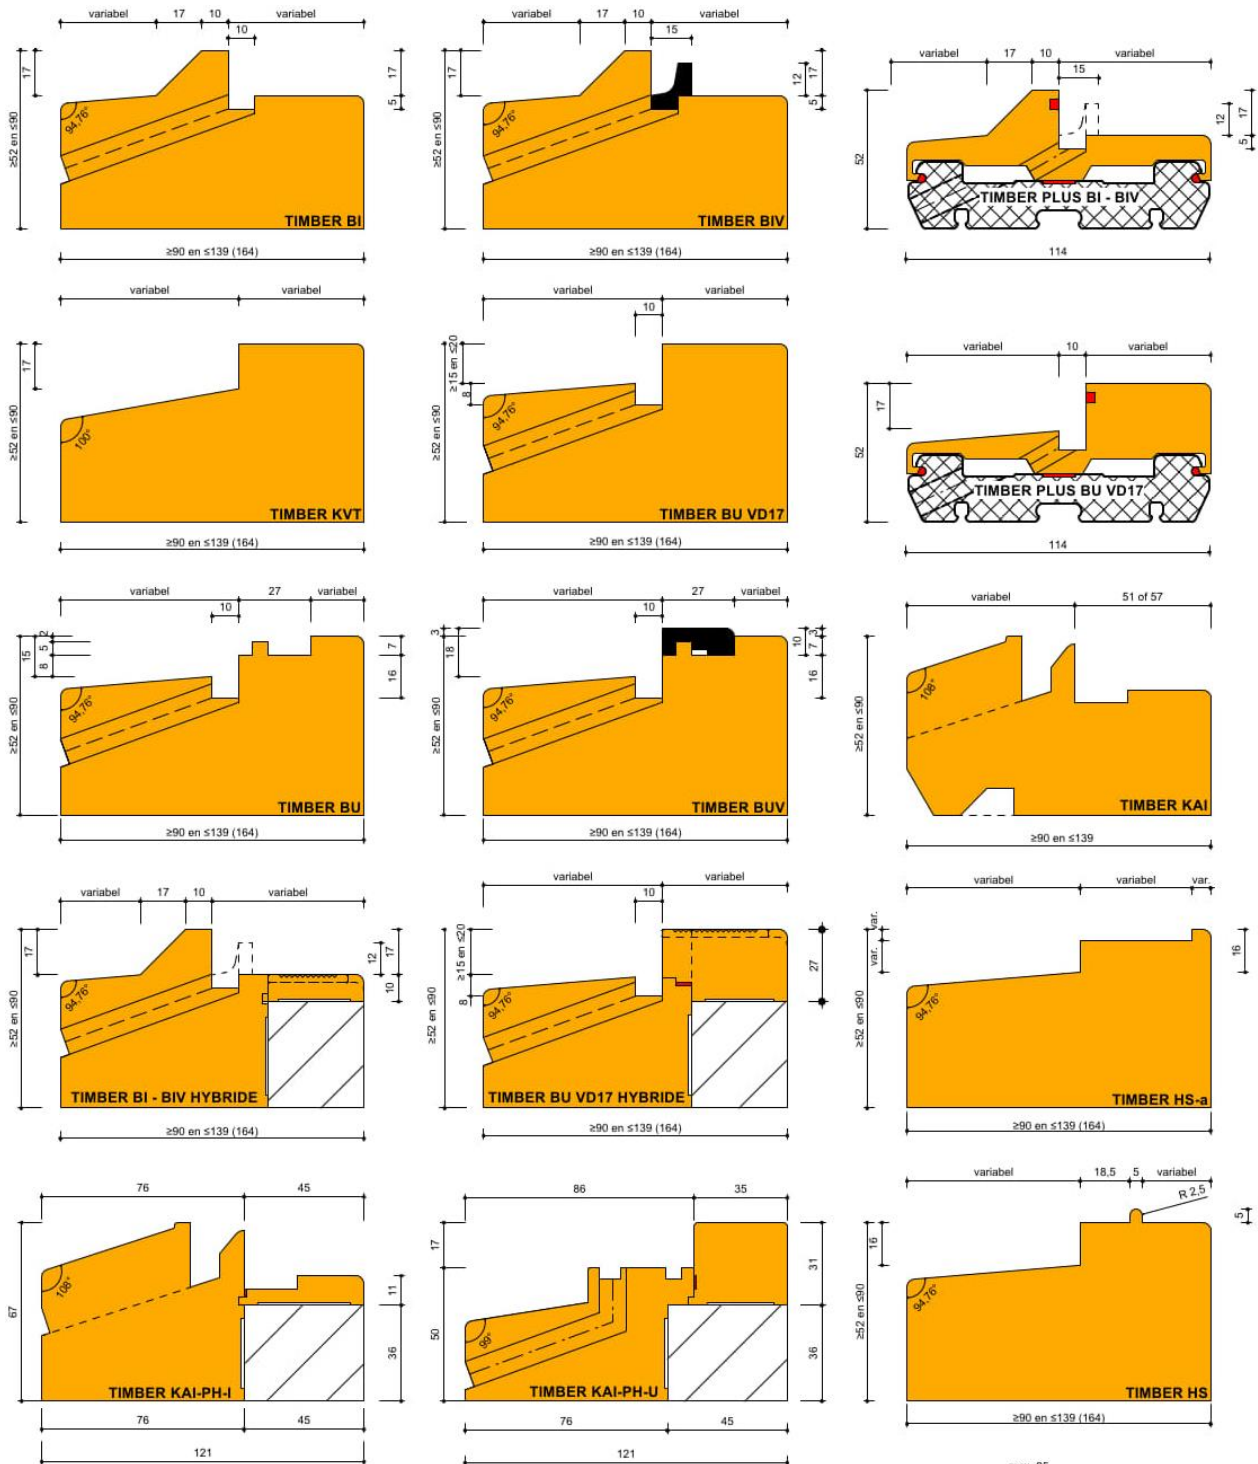 variabel 17 10 variabel
10
17
≥52 en ≤90
94,76°
17
5
TIMBER BI
≥90 en ≤139 (164)
variabel 17 10 variabel
15
17
≥52 en ≤90
94,76°
12
17
5
TIMBER BIV
≥90 en ≤139 (164)
variabel 17 10 variabel
15
52
12
17
5
TIMBER PLUS BI - BIV
114
variabel variabel
17
≥52 en ≤90
100°
TIMBER KVT
≥90 en ≤139 (164)
variabel variabel
10
≥15 en ≤20
8
≥52 en ≤90
94,76°
TIMBER BU VD17
≥90 en ≤139 (164)
variabel 10 variabel
17
52
TIMBER PLUS BU VD17
114
variabel 27 variabel
10
2
5
15
8
≥52 en ≤90
94,76°
7
16
TIMBER BU
≥90 en ≤139 (164)
variabel 27 variabel
10
3
18
≥52 en ≤90
94,76°
3
10
7
16
TIMBER BUV
≥90 en ≤139 (164)
variabel 51 of 57
≥52 en ≤90
108°
TIMBER KAI
≥90 en ≤139
variabel 17 10 variabel
17
≥52 en ≤90
94,76°
12
17
10
TIMBER BI - BIV HYBRIDE
≥90 en ≤139 (164)
variabel variabel
10
≥15 en ≤20
8
≥52 en ≤90
94,76°
27
TIMBER BU VD17 HYBRIDE
≥90 en ≤139 (164)
variabel variabel var.
var.
var.
≥52 en ≤90
94,76°
16
TIMBER HS-a
≥90 en ≤139 (164)
76 45
67
108°
11
36
TIMBER KAI-PH-I
76 45
121
86 35
17
50
99°
31
36
TIMBER KAI-PH-U
76 45
121
variabel 18,5 5 variabel
R 2,5
5
16
≥52 en ≤90
94,76°
TIMBER HS
≥90 en ≤139 (164)